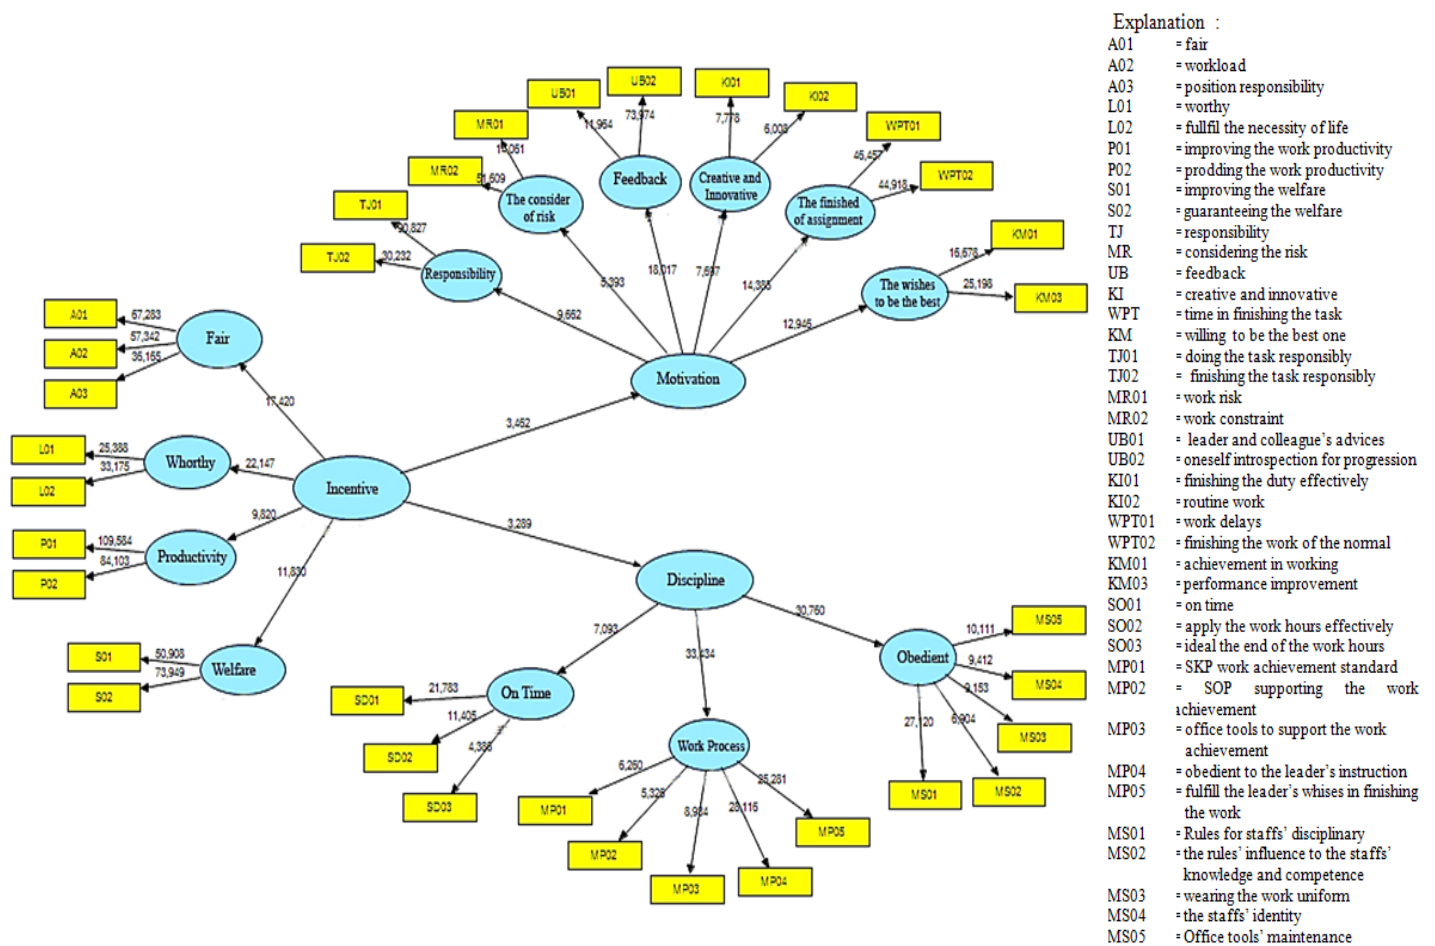 UB01
UB02
KI01
KI02
MR01
WPT01
MR02
WPT02
TJ01
TJ02
KM01
KM03
A01
A02
A03
L01
L02
P01
P02
S01
S02
SD01
SD02
SD03
MP01
MP02
MP03
MP04
MP05
MS01
MS02
MS03
MS04
MS05
Feedback
Creative and
Innovative
The consider
of risk
The finished
of assignment
Responsibility
The wishes
to be the best
Fair
Motivation
Whorthy
Incentive
Productivity
Discipline
Welfare
On Time
Work Process
Obedient
11,964
73,974
7,778
6,008
51,609
45,457
44,918
30,232
16,678
25,198
5,393
18,017
7,697
14,383
9,662
12,946
67,283
57,342
36,165
17,420
3,462
25,388
33,175
22,147
9,820
109,584
84,103
11,830
3,289
50,908
73,949
7,093
33,434
30,760
21,783
11,405
6,260
8,984
28,116
25,281
10,111
9,412
9,153
6,904
27,120
Explanation :
A01 = fair
A02 = workload
A03 = position responsibility
L01 = worthy
L02 = fullfil the necessity of life
P01 = improving the work productivity
P02 = prodding the work productivity
S01 = improving the welfare
S02 = guaranteeing the welfare
TJ = responsibility
MR = considering the risk
UB = feedback
KI = creative and innovative
WPT = time in finishing the task
KM = willing to be the best one
TJ01 = doing the task responsibly
TJ02 = finishing the task responsibly
MR01 = work risk
MR02 = work constraint
UB01 = leader and colleague's advices
UB02 = oneself introspection for progression
KI01 = finishing the duty effectively
KI02 = routine work
WPT01 = work delays
WPT02 = finishing the work of the normal
KM01 = achievement in working
KM03 = performance improvement
SO01 = on time
SO02 = apply the work hours effectively
SO03 = ideal the end of the work hours
MP01 = SKP work achievement standard
MP02 = SOP supporting the work
achievement
MP03 = office tools to support the work
achievement
MP04 = obedient to the leader's instruction
MP05 = fulfill the leader's whises in finishing
the work
MS01 = Rules for staffs' disciplinary
MS02 = the rules' influence to the staffs'
knowledge and competence
MS03 = wearing the work uniform
MS04 = the staffs' identity
MS05 = Office tools' maintenance